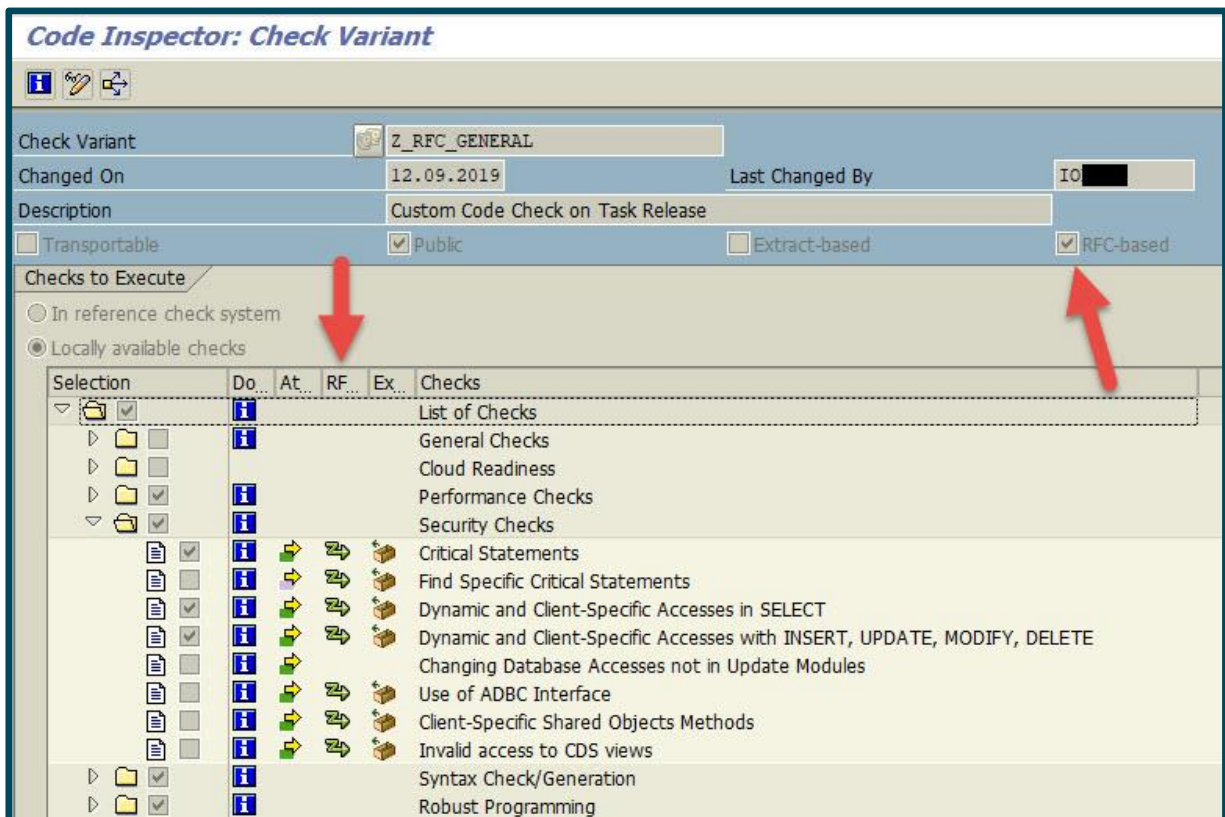 Code Inspector: Check Variant
Check Variant Z_RFC_GENERAL
Changed On 12.09.2019 Last Changed By IO
Description Custom Code Check on Task Release
Transportable Public Extract-based RFC-based
Checks to Execute
In reference check system
Locally available checks
Selection Do... At... RF... Ex... Checks
List of Checks
General Checks
Cloud Readiness
Performance Checks
Security Checks
Critical Statements
Find Specific Critical Statements
Dynamic and Client-Specific Accesses in SELECT
Dynamic and Client-Specific Accesses with INSERT, UPDATE, MODIFY, DELETE
Changing Database Accesses not in Update Modules
Use of ADBC Interface
Client-Specific Shared Objects Methods
Invalid access to CDS views
Syntax Check/Generation
Robust Programming